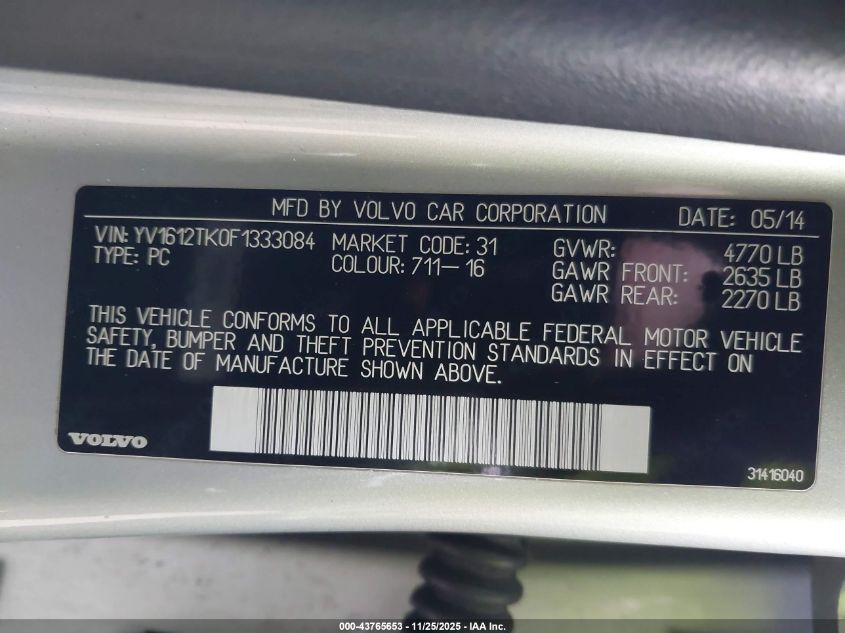 MFD BY VOLVO CAR CORPORATION DATE: 05/14
VIN: YV1612TK0F1333084 MARKET CODE: 31 GVWR: 4770 LB
TYPE: PC COLOUR: 711-16 GAWR FRONT: 2635 LB
GAWR REAR: 2270 LB
THIS VEHICLE CONFORMS TO ALL APPLICABLE FEDERAL MOTOR VEHICLE
SAFETY, BUMPER AND THEFT PREVENTION STANDARDS IN EFFECT ON
THE DATE OF MANUFACTURE SHOWN ABOVE.
VOLVO
31416040
000-43765653 - 11/25/2025 - IAA Inc.